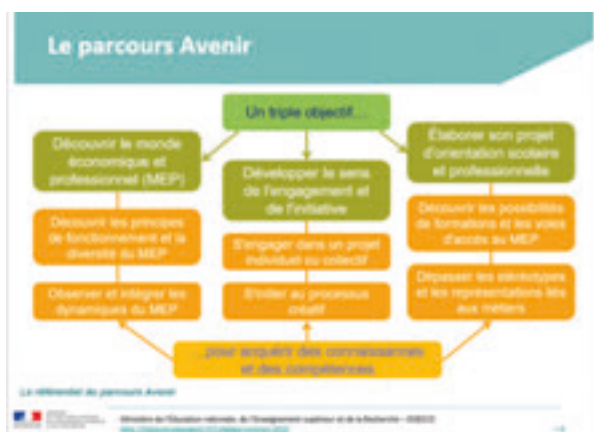 Le parcours Avenir
Un triple objectif...
Découvrir le monde
économique et
professionnel (MEP)
Développer le sens
de l'engagement et
de l'initiative
Élaborer son projet
d'orientation scolaire
et professionnelle
Découvrir les principes
de fonctionnement et la
diversité du MEP
S'engager dans un projet
individuel ou collectif
Découvrir les possibilités
de formations et les voies
d'accès au MEP
Observer et intégrer les
dynamiques du MEP
S'initier au processus
créatif
Dépasser les stéréotypes
et les représentations liés
aux métiers
...pour acquérir des connaissances
et des compétences
Le référentiel du parcours Avenir
Ministère de l'Éducation nationale, de l'Enseignement supérieur et de la Recherche –